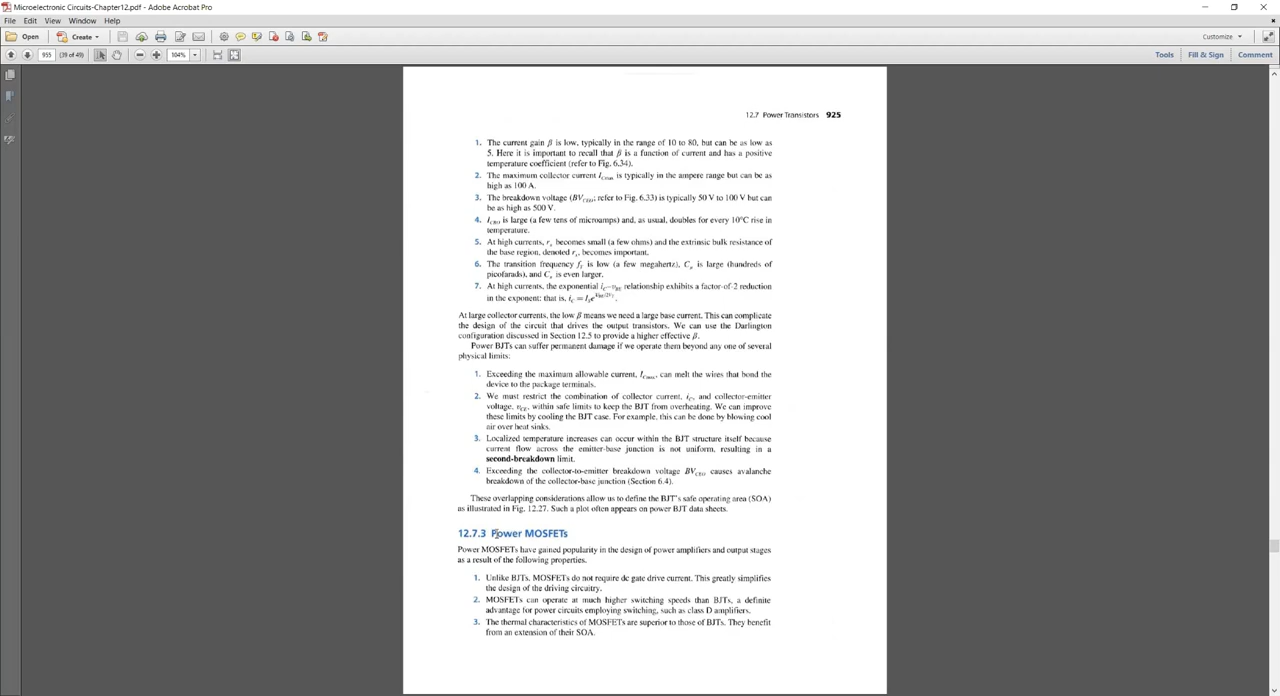 Microelectronic Circuits-Chapter12.pdf - Adobe Acrobat Pro
File Edit View Window Help
Open Create Customize
955 (39 of 49) 104%
Tools Fill & Sign Comment
12.7 Power Transistors 925
1. The current gain β is low, typically in the range of 10 to 80, but can be as low as
5. Here it is important to recall that β is a function of current and has a positive
temperature coefficient (refer to Fig. 6.34).
2. The maximum collector current I_Cmax is typically in the ampere range but can be as
high as 100 A.
3. The breakdown voltage (BV_CEO; refer to Fig. 6.33) is typically 50 V to 100 V but can
be as high as 500 V.
4. I_CBO is large (a few tens of microamps) and, as usual, doubles for every 10°C rise in
temperature.
5. At high currents, r becomes small (a few ohms) and the extrinsic bulk resistance of
the base region, denoted r, becomes important.
6. The transition frequency f_T is low (a few megahertz), C is large (hundreds of
picofarads), and C is even larger.
7. At high currents, the exponential i_C–v_BE relationship exhibits a factor-of-2 reduction
in the exponent; that is, i_C = I_S e^(v_BE/2V_T).
At large collector currents, the low β means we need a large base current. This can complicate
the design of the circuit that drives the output transistors. We can use the Darlington
configuration discussed in Section 12.5 to provide a higher effective β.
Power BJTs can suffer permanent damage if we operate them beyond any one of several
physical limits:
1. Exceeding the maximum allowable current, I_Cmax, can melt the wires that bond the
device to the package terminals.
2. We must restrict the combination of collector current, i_C, and collector-emitter
voltage, v_CE, within safe limits to keep the BJT from overheating. We can improve
these limits by cooling the BJT case. For example, this can be done by blowing cool
air over heat sinks.
3. Localized temperature increases can occur within the BJT structure itself because
current flow across the emitter-base junction is not uniform, resulting in a
second-breakdown limit.
4. Exceeding the collector-to-emitter breakdown voltage BV_CEO causes avalanche
breakdown of the collector-base junction (Section 6.4).
These overlapping considerations allow us to define the BJT's safe operating area (SOA)
as illustrated in Fig. 12.27. Such a plot often appears on power BJT data sheets.
12.7.3 Power MOSFETs
Power MOSFETs have gained popularity in the design of power amplifiers and output stages
as a result of the following properties.
1. Unlike BJTs, MOSFETs do not require dc gate drive current. This greatly simplifies
the design of the driving circuitry.
2. MOSFETs can operate at much higher switching speeds than BJTs, a definite
advantage for power circuits employing switching, such as class D amplifiers.
3. The thermal characteristics of MOSFETs are superior to those of BJTs. They benefit
from an extension of their SOA.